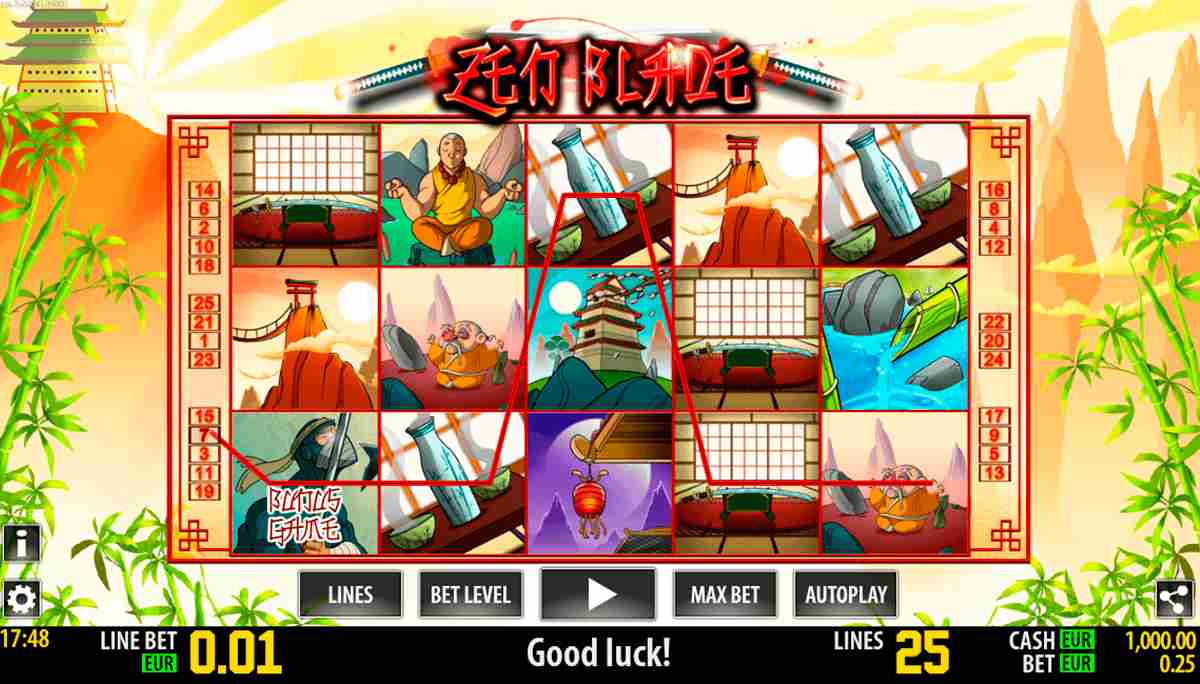 ZEN BLADE
14
6
2
10
18
25
21
1
23
15
7
3
11
19
16
8
4
12
22
20
24
17
9
5
13
BONUS
GAME
i
LINES
BET LEVEL
MAX BET
AUTOPLAY
17:48
LINE BET
EUR
0.01
Good luck!
LINES
25
CASH EUR 1,000.00
BET EUR 0.25